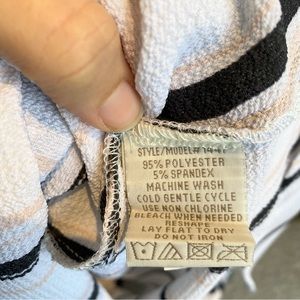 STYLE/MODEL#
95% POLYESTER
5% SPANDEX
MACHINE WASH
COLD GENTLE CYCLE
USE NON CHLORINE
BLEACH WHEN NEEDED
RESHAPE
LAY FLAT TO DRY
DO NOT IRON